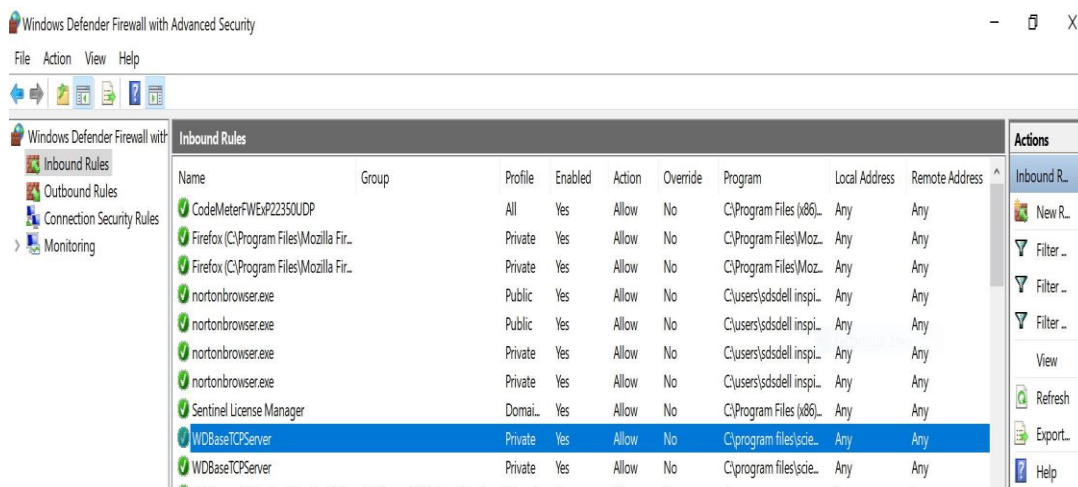 Windows Defender Firewall with Advanced Security
File Action View Help
Windows Defender Firewall with
Inbound Rules
Outbound Rules
Connection Security Rules
Monitoring
Inbound Rules
Name Group Profile Enabled Action Override Program Local Address Remote Address
CodeMeterFWExP22350UDP All Yes Allow No C:\Program Files (x86)... Any Any
Firefox (C:\Program Files\Mozilla Fir... Private Yes Allow No C:\Program Files\Moz... Any Any
Firefox (C:\Program Files\Mozilla Fir... Private Yes Allow No C:\Program Files\Moz... Any Any
nortonbrowser.exe Public Yes Allow No C:\users\sdsdell inspi... Any Any
nortonbrowser.exe Public Yes Allow No C:\users\sdsdell inspi... Any Any
nortonbrowser.exe Private Yes Allow No C:\users\sdsdell inspi... Any Any
nortonbrowser.exe Private Yes Allow No C:\users\sdsdell inspi... Any Any
Sentinel License Manager Domai... Yes Allow No C:\Program Files (x86)... Any Any
WDBaseTCPServer Private Yes Allow No C:\program files\scie... Any Any
WDBaseTCPServer Private Yes Allow No C:\program files\scie... Any Any
Actions
Inbound R...
New R...
Filter ...
Filter ...
Filter ...
View
Refresh
Export...
Help